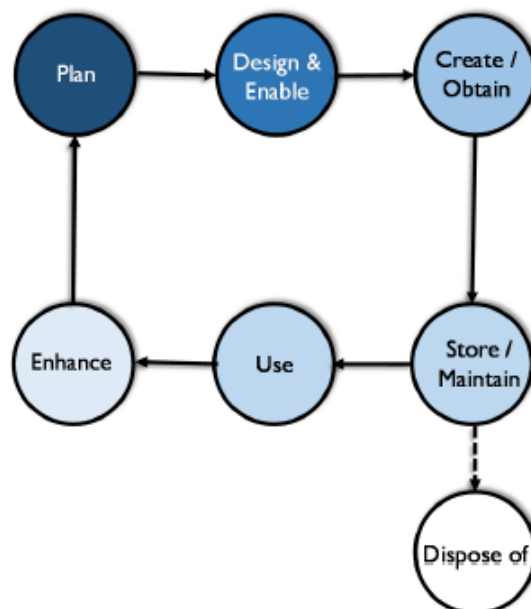 Plan
Design &
Enable
Create /
Obtain
Enhance
Use
Store /
Maintain
Dispose of